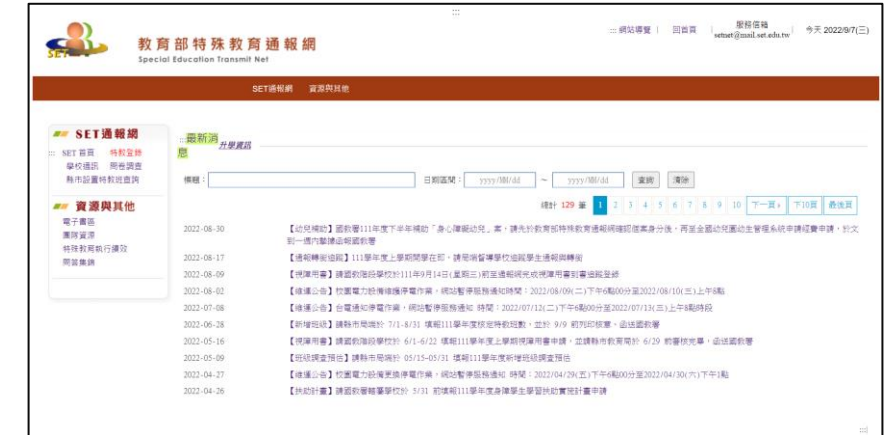 :::
SET
教育部特殊教育通報網
Special Education Transmit Net
::: 網站導覽 | 回首頁 | 服務信箱 setnet@mail.set.edu.tw | 今天 2022/9/7(三)
SET通報網 資源與其他
SET通報網
::: SET 首頁 特教登錄
學校通訊 問卷調查
縣市設置特教班查詢
資源與其他
電子書區
團隊資源
特殊教育執行績效
問答集錦
:::最新消息 升學資訊
標題： 日期區間： yyyy/MM/dd ~ yyyy/MM/dd 查詢 清除
總計 129 筆 1 2 3 4 5 6 7 8 9 10 下一頁» 下10頁 最後頁
2022-08-30 【幼兒補助】國教署111年度下半年補助「身心障礙幼兒」案，請先於教育部特殊教育通報網確認個案身分後，再至全國幼兒園幼生管理系統申請經費申請，於文
到一週內掣據函報國教署
2022-08-17 【通報轉銜追蹤】111學年度上學期開學在即，請局端督導學校追蹤學生通報與轉銜
2022-08-09 【視障用書】請國教階段學校於111年9月14日(星期三)前至通報網完成視障用書到書追蹤登錄
2022-08-02 【維運公告】校園電力設備維護停電作業，網站暫停服務通知時間：2022/08/09(二)下午6點00分至2022/08/10(三)上午8點
2022-07-08 【維運公告】台電通知停電作業，網站暫停服務通知 時間：2022/07/12(二)下午6點00分至2022/07/13(三)上午8點時段
2022-06-28 【新增班級】請縣市局端於 7/1-8/31 填報111學年度核定特教班數，並於 9/9 前列印核章，函送國教署
2022-05-16 【視障用書】請國教階段學校於 6/1-6/22 填報111學年度上學期視障用書申請，並請縣市教育局於 6/29 前審核完畢，函送國教署
2022-05-09 【班級調查預估】請縣市局端於 05/15-05/31 填報111學年度新增班級調查預估
2022-04-27 【維運公告】校園電力設備更換停電作業，網站暫停服務通知 時間：2022/04/29(五)下午6點00分至2022/04/30(六)下午1點
2022-04-26 【扶助計畫】請國教署轄屬學校於 5/31 前填報111學年度身障學生學習扶助實施計畫申請
:::